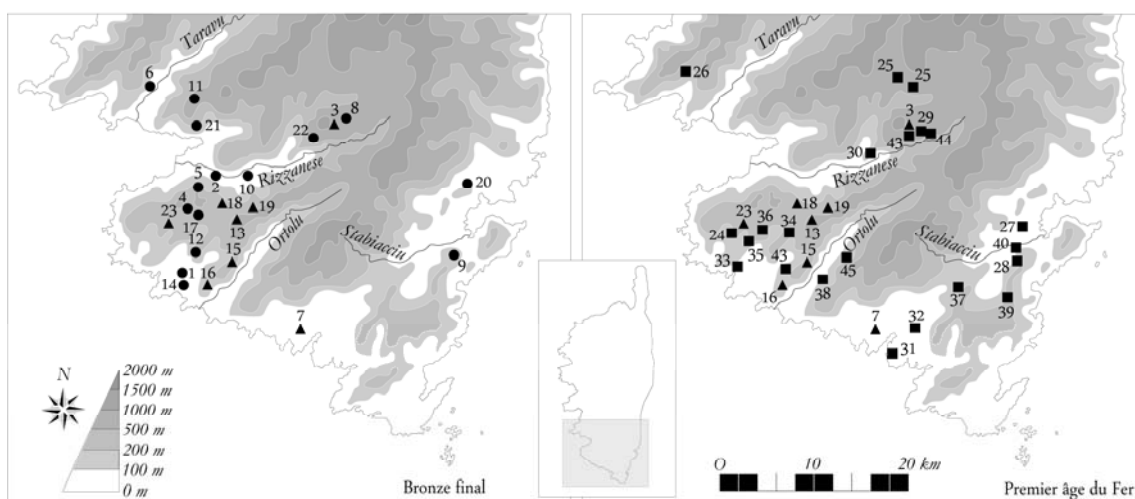 Taravu
6
11
21
3
8
22
5
2
10
Rizzanese
4
23
17
18
19
13
12
15
Ortolu
1
14
16
20
Stabiacciu
9
7
N
2000 m
1500 m
1000 m
500 m
200 m
100 m
0 m
Bronze final
Taravu
26
25
25
3
29
43
44
30
Rizzanese
18
19
23
36
34
13
24
35
15
Ortolu
33
43
45
16
38
Stabiacciu
27
40
28
37
39
7
32
31
0 10 20 km
Premier âge du Fer